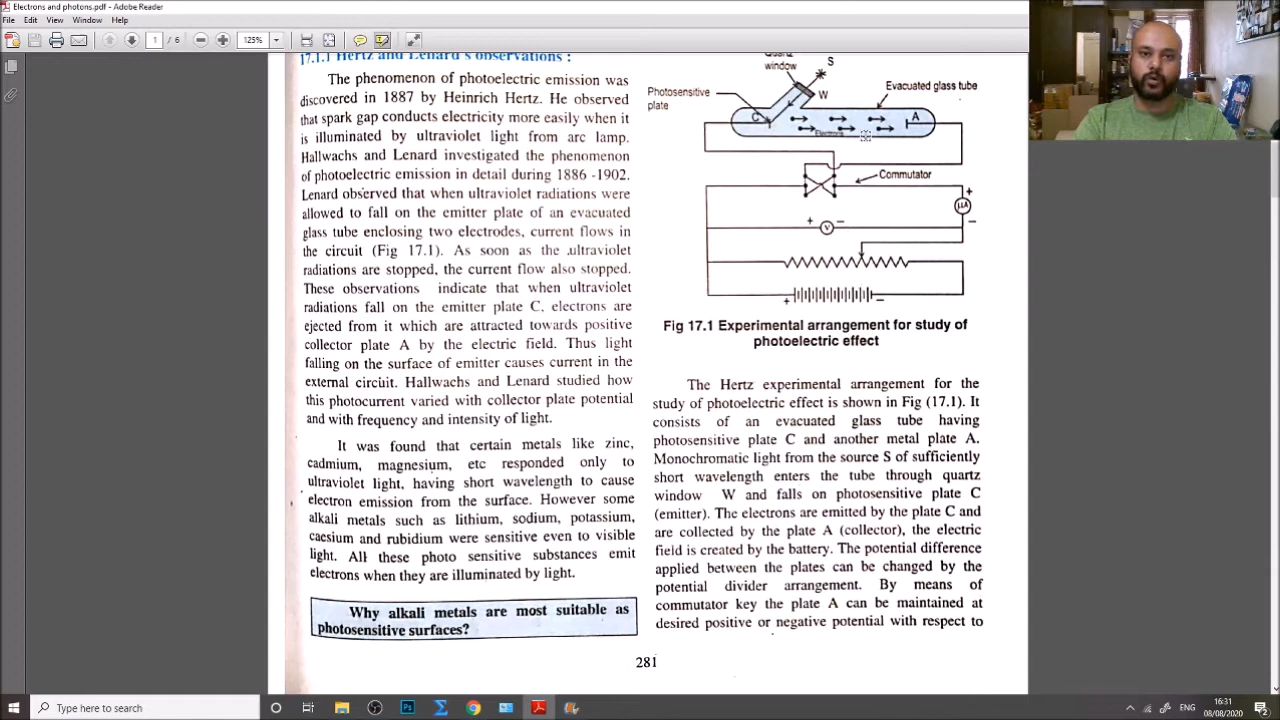 Electrons and photons.pdf - Adobe Reader
File Edit View Window Help
1 / 6 125%
17.1.1 Hertz and Lenard's observations :
The phenomenon of photoelectric emission was
discovered in 1887 by Heinrich Hertz. He observed
that spark gap conducts electricity more easily when it
is illuminated by ultraviolet light from arc lamp.
Hallwachs and Lenard investigated the phenomenon
of photoelectric emission in detail during 1886 -1902.
Lenard observed that when ultraviolet radiations were
allowed to fall on the emitter plate of an evacuated
glass tube enclosing two electrodes, current flows in
the circuit (Fig 17.1). As soon as the ultraviolet
radiations are stopped, the current flow also stopped.
These observations indicate that when ultraviolet
radiations fall on the emitter plate C, electrons are
ejected from it which are attracted towards positive
collector plate A by the electric field. Thus light
falling on the surface of emitter causes current in the
external circuit. Hallwachs and Lenard studied how
this photocurrent varied with collector plate potential
and with frequency and intensity of light.
It was found that certain metals like zinc,
cadmium, magnesium, etc responded only to
ultraviolet light, having short wavelength to cause
electron emission from the surface. However some
alkali metals such as lithium, sodium, potassium,
caesium and rubidium were sensitive even to visible
light. All these photo sensitive substances emit
electrons when they are illuminated by light.
Why alkali metals are most suitable as
photosensitive surfaces?
Quartz
window
S
W
Photosensitive
plate
Evacuated glass tube
C
A
Electrons
Commutator
+
μA
−
+ V −
+ −
Fig 17.1 Experimental arrangement for study of
photoelectric effect
The Hertz experimental arrangement for the
study of photoelectric effect is shown in Fig (17.1). It
consists of an evacuated glass tube having
photosensitive plate C and another metal plate A.
Monochromatic light from the source S of sufficiently
short wavelength enters the tube through quartz
window W and falls on photosensitive plate C
(emitter). The electrons are emitted by the plate C and
are collected by the plate A (collector), the electric
field is created by the battery. The potential difference
applied between the plates can be changed by the
potential divider arrangement. By means of
commutator key the plate A can be maintained at
desired positive or negative potential with respect to
281
Type here to search
ENG
16:31
08/08/2020
2